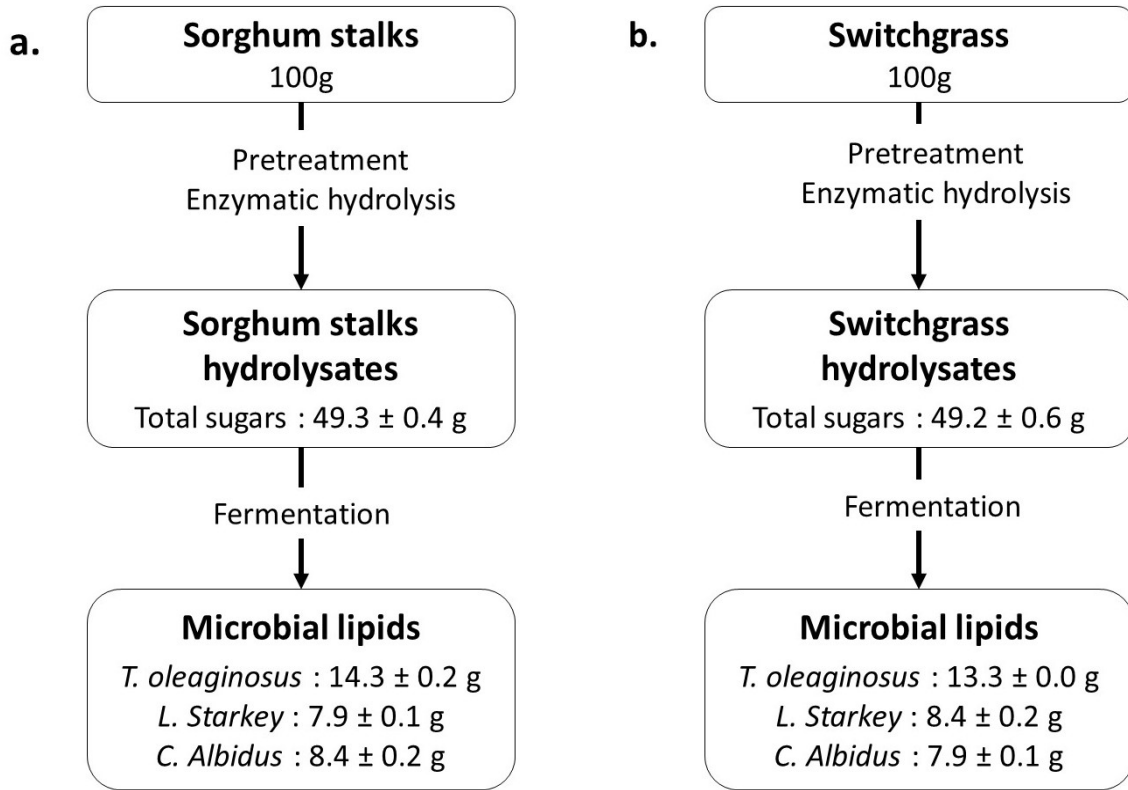 a.
Sorghum stalks
100g
Pretreatment
Enzymatic hydrolysis
Sorghum stalks
hydrolysates
Total sugars : 49.3 ± 0.4 g
Fermentation
Microbial lipids
T. oleaginosus : 14.3 ± 0.2 g
L. Starkey : 7.9 ± 0.1 g
C. Albidus : 8.4 ± 0.2 g
b.
Switchgrass
100g
Pretreatment
Enzymatic hydrolysis
Switchgrass
hydrolysates
Total sugars : 49.2 ± 0.6 g
Fermentation
Microbial lipids
T. oleaginosus : 13.3 ± 0.0 g
L. Starkey : 8.4 ± 0.2 g
C. Albidus : 7.9 ± 0.1 g